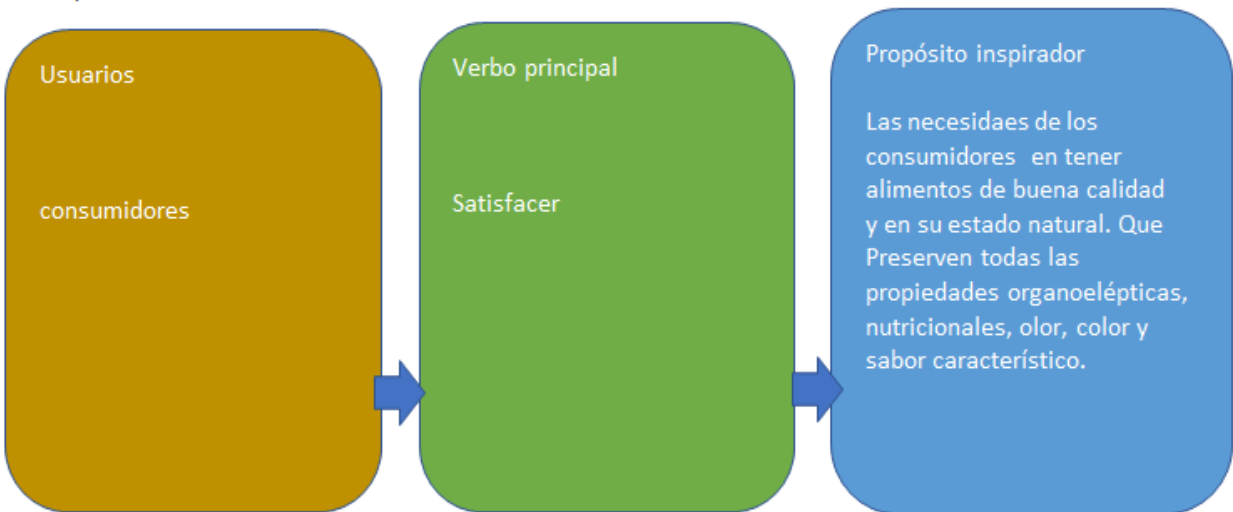 Usuarios
consumidores
Verbo principal
Satisfacer
Propósito inspirador
Las necesidaes de los
consumidores en tener
alimentos de buena calidad
y en su estado natural. Que
Preserven todas las
propiedades organoelépticas,
nutricionales, olor, color y
sabor característico.